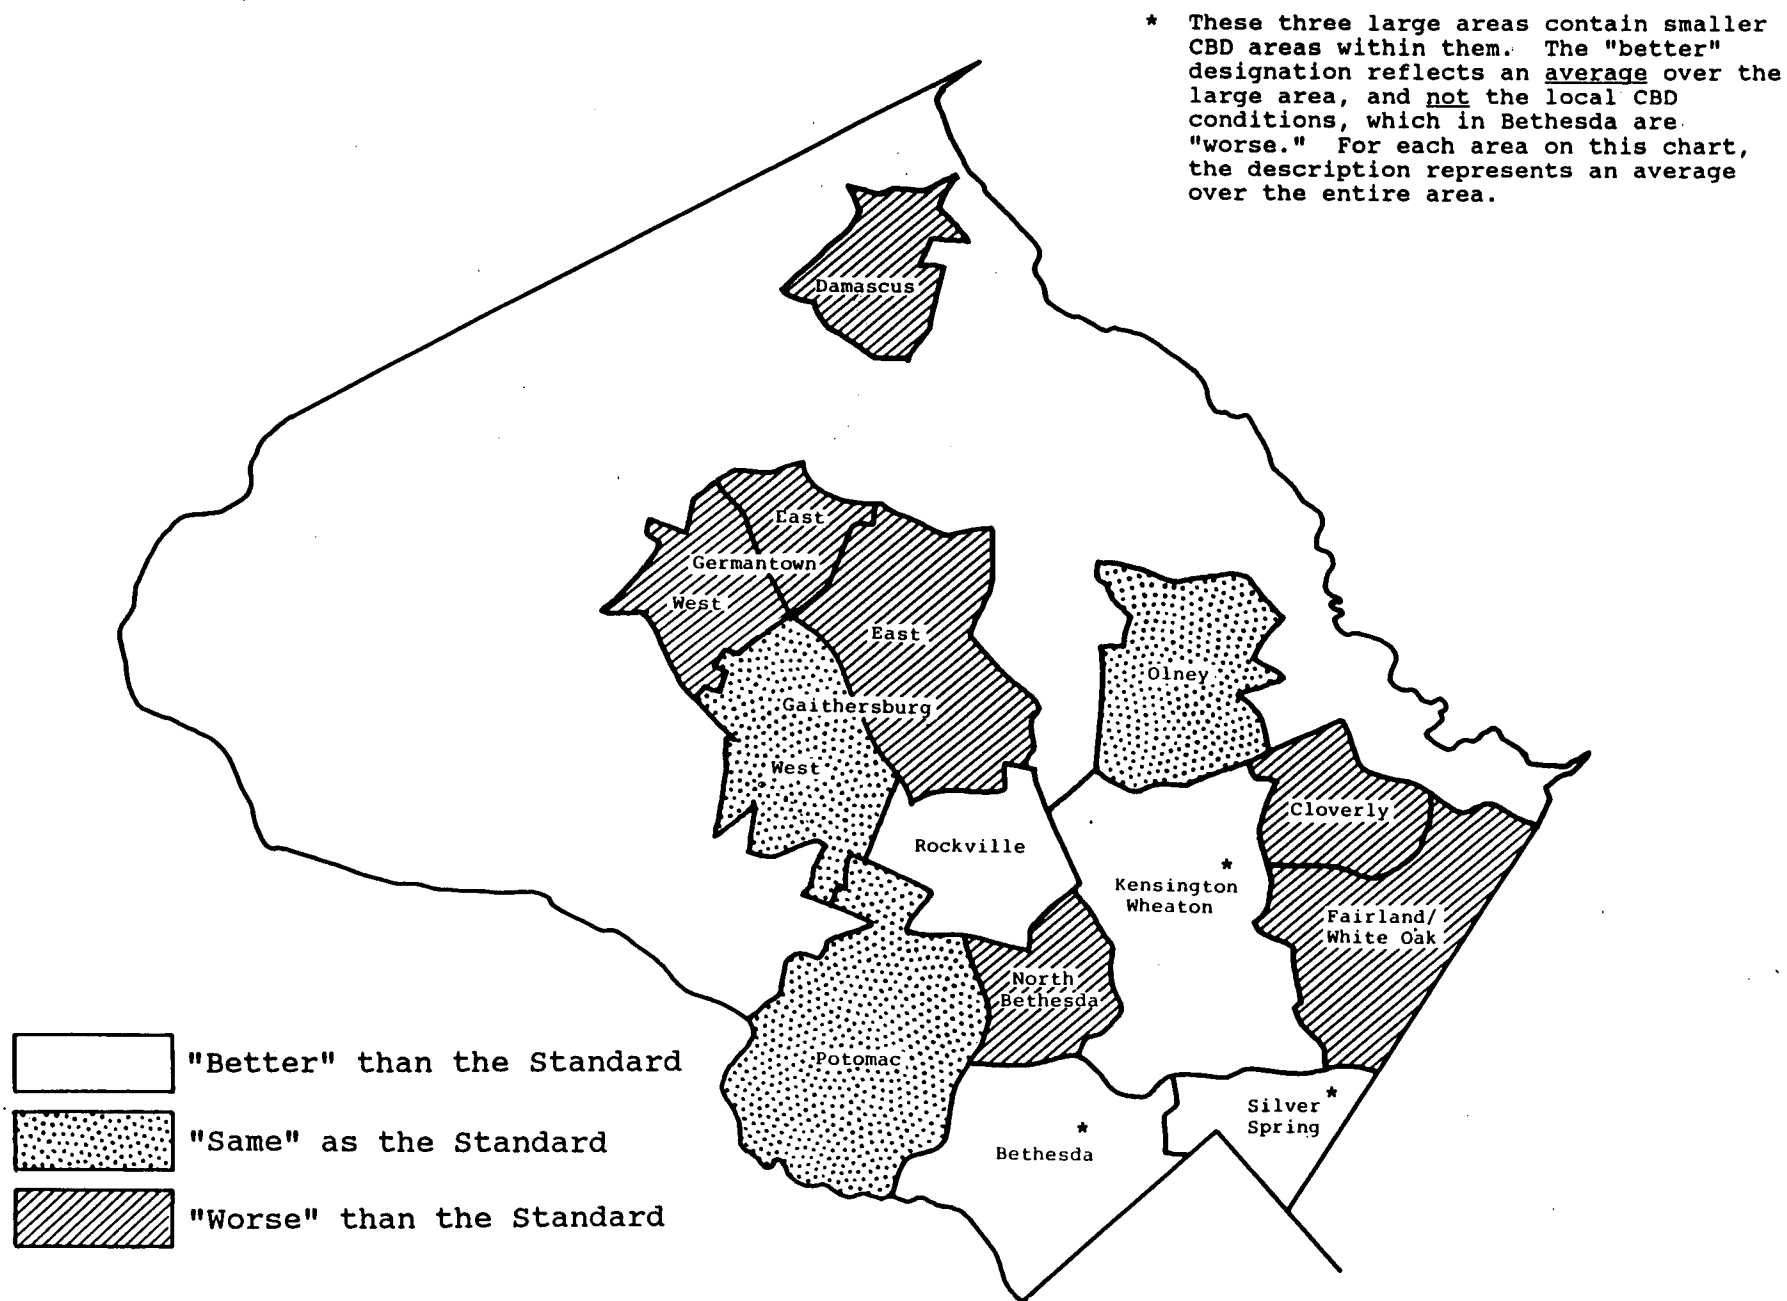 * These three large areas contain smaller
CBD areas within them. The "better"
designation reflects an average over the
large area, and not the local CBD
conditions, which in Bethesda are
"worse." For each area on this chart,
the description represents an average
over the entire area.
Damascus
East
Germantown
West
East
Olney
Gaithersburg
West
Cloverly
Rockville
*
Kensington
Wheaton
Fairland/
White Oak
North
Bethesda
Potomac
*
Silver
Spring
*
Bethesda
"Better" than the Standard
"Same" as the Standard
"Worse" than the Standard